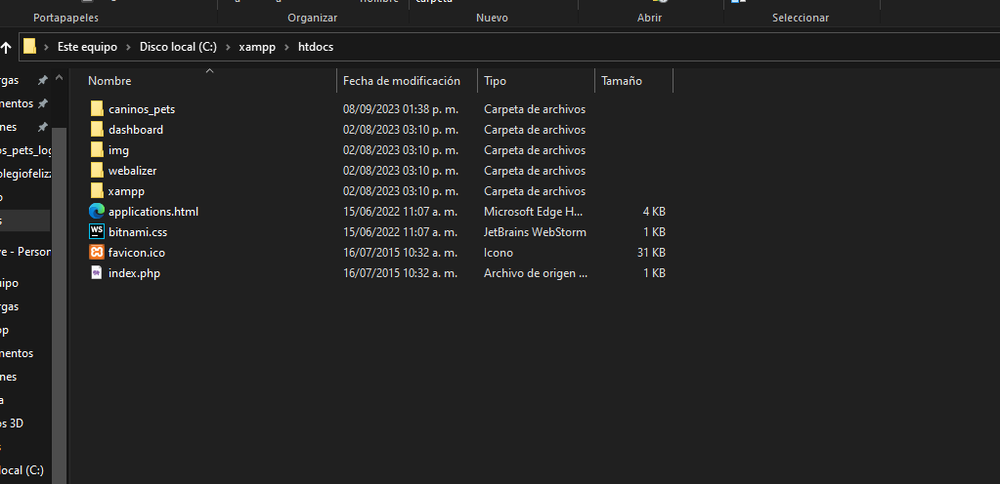 carpeta
Portapapeles Organizar Nuevo Abrir Seleccionar
Este equipo > Disco local (C:) > xampp > htdocs
Nombre Fecha de modificación Tipo Tamaño
caninos_pets 08/09/2023 01:38 p. m. Carpeta de archivos
dashboard 02/08/2023 03:10 p. m. Carpeta de archivos
img 02/08/2023 03:10 p. m. Carpeta de archivos
webalizer 02/08/2023 03:10 p. m. Carpeta de archivos
xampp 02/08/2023 03:10 p. m. Carpeta de archivos
applications.html 15/06/2022 11:07 a. m. Microsoft Edge H... 4 KB
WS bitnami.css 15/06/2022 11:07 a. m. JetBrains WebStorm 1 KB
favicon.ico 16/07/2015 10:32 a. m. Icono 31 KB
index.php 16/07/2015 10:32 a. m. Archivo de origen ... 1 KB
rgas
mentos
nes
os_pets_log
olegiofelizz
o
s
ve - Person
uipo
rgas
op
mentos
nes
a
os 3D
s
local (C:)